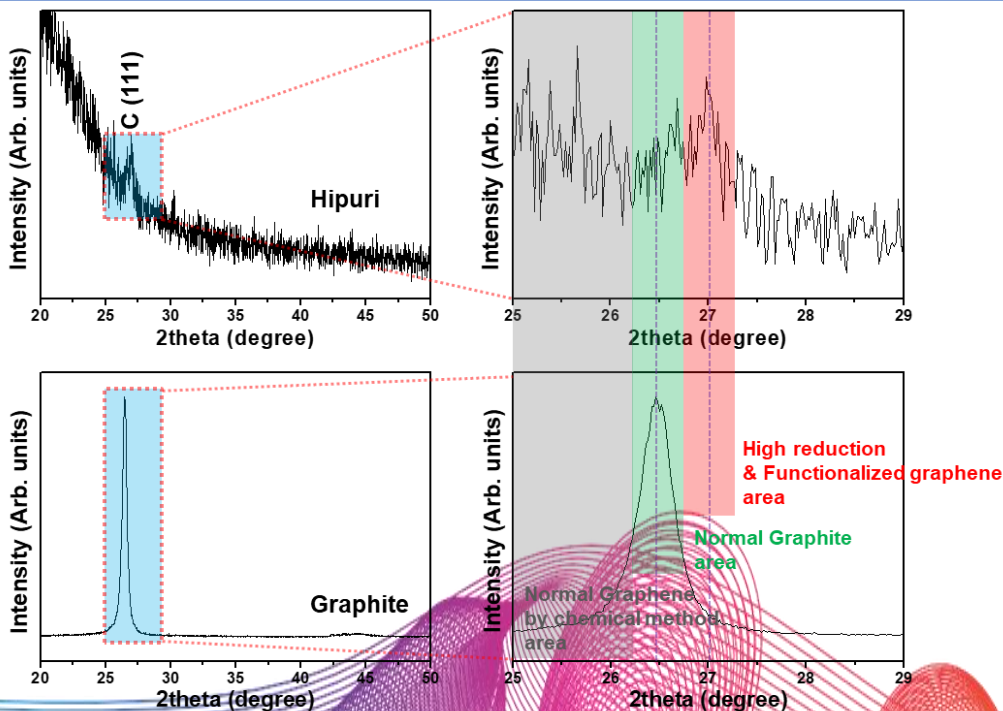 Intensity (Arb. units)
C (111)
Hipuri
20 25 30 35 40 45 50
2theta (degree)
Intensity (Arb. units)
25 26 27 28 29
2theta (degree)
Intensity (Arb. units)
Graphite
20 25 30 35 40 45 50
2theta (degree)
Intensity (Arb. units)
High reduction
& Functionalized graphene
area
Normal Graphite
area
Normal Graphene
by chemical method
area
25 26 27 28 29
2theta (degree)